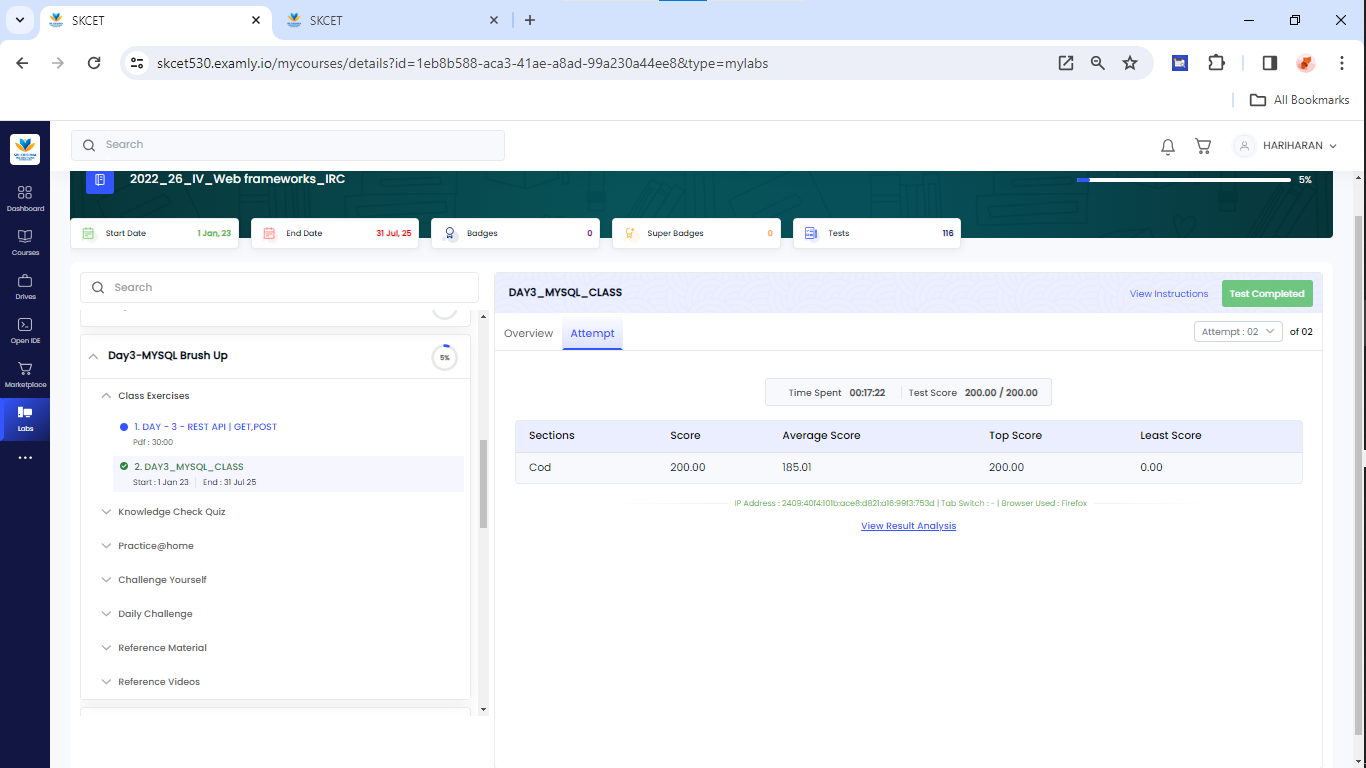 SKCET
SKCET
skcet530.examly.io/mycourses/details?id=1eb8b588-aca3-41ae-a8ad-99a230a44ee8&type=mylabs
All Bookmarks
Search
HARIHARAN
Dashboard
Courses
Drives
Open IDE
Marketplace
Labs
2022_26_IV_Web frameworks_IRC
5%
Start Date 1 Jan, 23
End Date 31 Jul, 25
Badges 0
Super Badges 0
Tests 116
Search
Day3-MYSQL Brush Up
5%
Class Exercises
1. DAY - 3 - REST API | GET,POST
Pdf : 30:00
2. DAY3_MYSQL_CLASS
Start : 1 Jan 23 | End : 31 Jul 25
Knowledge Check Quiz
Practice@home
Challenge Yourself
Daily Challenge
Reference Material
Reference Videos
DAY3_MYSQL_CLASS
View Instructions
Test Completed
Overview
Attempt
Attempt : 02 of 02
Time Spent 00:17:22 | Test Score 200.00 / 200.00
Sections Score Average Score Top Score Least Score
Cod 200.00 185.01 200.00 0.00
IP Address : 2409:40f4:101b:ace8:d821:a16:99f3:753d | Tab Switch : - | Browser Used : Firefox
View Result Analysis